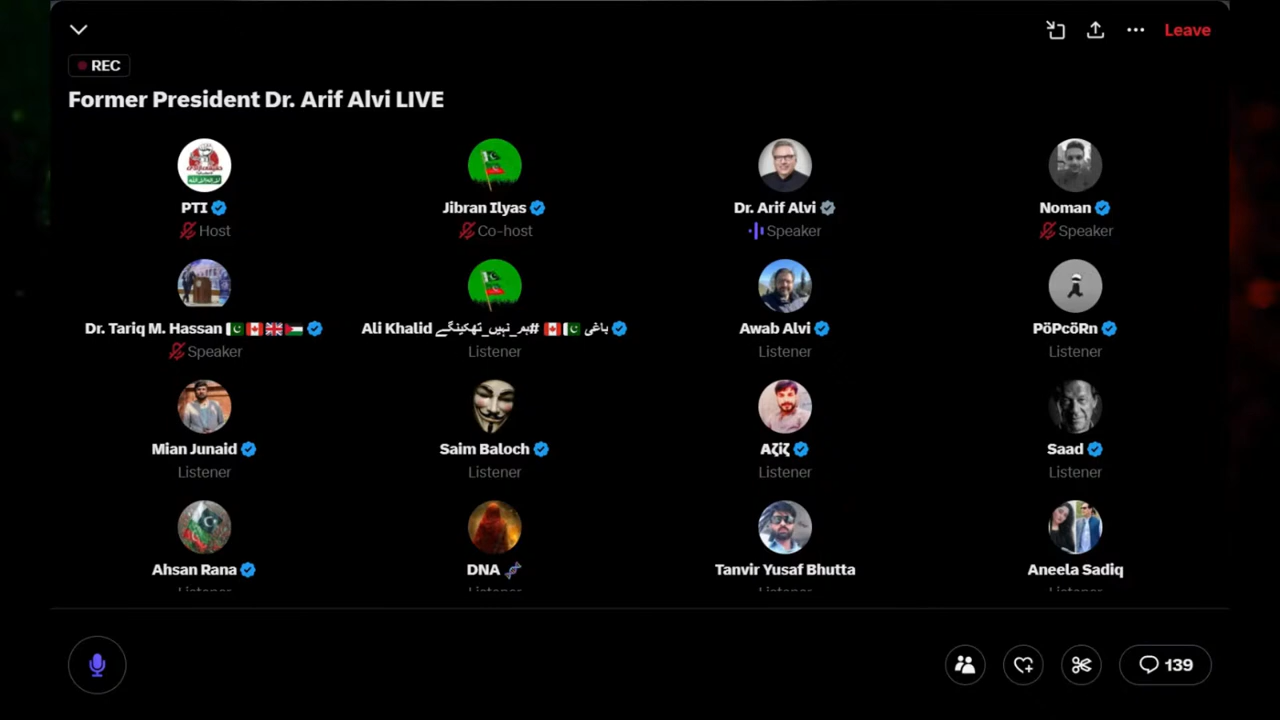 Leave
REC
Former President Dr. Arif Alvi LIVE
PTI
Jibran Ilyas
Dr. Arif Alvi
Noman
Host
Co-host
Speaker
Speaker
Dr. Tariq M. Hassan 🇵🇰🇨🇦🇬🇧🇵🇸
Ali Khalid باغی 🇵🇰🇨🇦 #ہم_نہیں_تھکینگے
Awab Alvi
PöPcöRn
Speaker
Listener
Listener
Listener
Mian Junaid
Saim Baloch
Aζiζ
Saad
Listener
Listener
Listener
Listener
Ahsan Rana
DNA 🧬
Tanvir Yusaf Bhutta
Aneela Sadiq
139